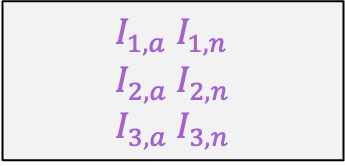 I₁,ₐ I₁,ₙ
I₂,ₐ I₂,ₙ
I₃,ₐ I₃,ₙ